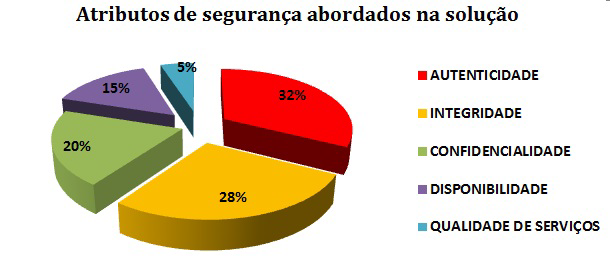 Atributos de segurança abordados na solução
5%
15%
32%
AUTENTICIDADE
INTEGRIDADE
20%
CONFIDENCIALIDADE
28%
DISPONIBILIDADE
QUALIDADE DE SERVIÇOS